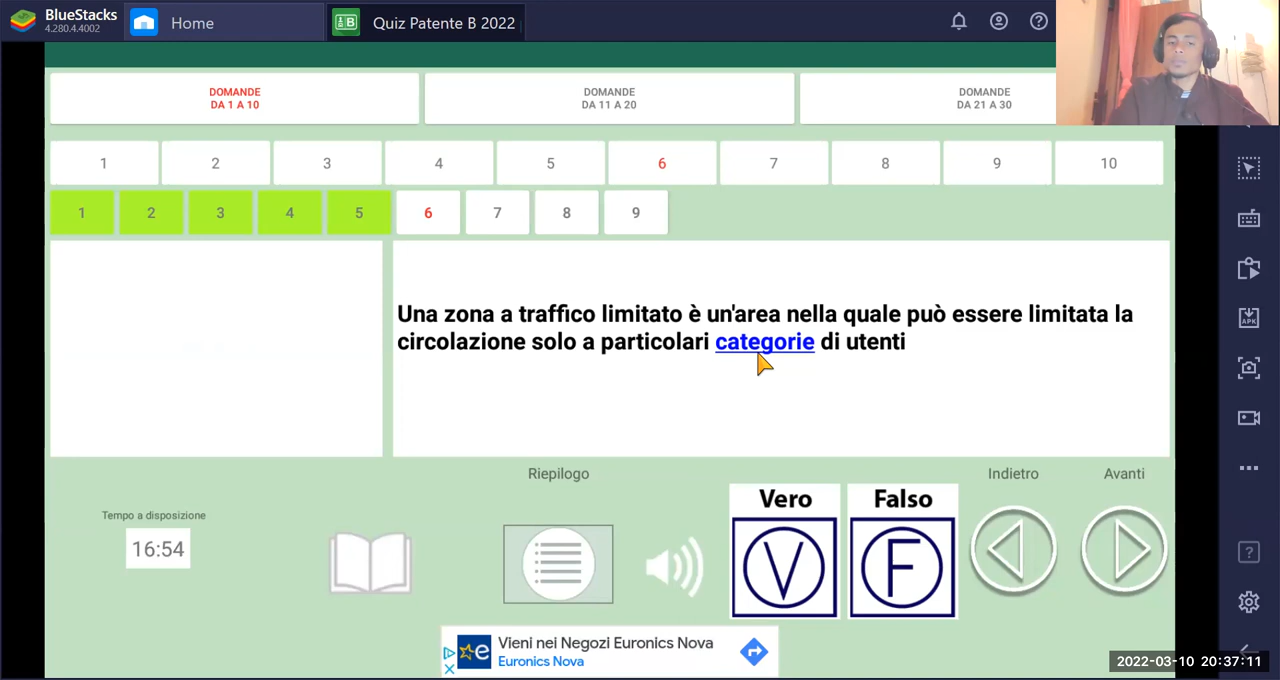 BlueStacks
4.280.4.4002
Home
Quiz Patente B 2022
DOMANDE
DA 1 A 10
DOMANDE
DA 11 A 20
DOMANDE
DA 21 A 30
1 2 3 4 5 6 7 8 9 10
1 2 3 4 5 6 7 8 9
Una zona a traffico limitato è un'area nella quale può essere limitata la
circolazione solo a particolari categorie di utenti
Riepilogo
Indietro
Avanti
Tempo a disposizione
16:54
Vero
Falso
V
F
Vieni nei Negozi Euronics Nova
Euronics Nova
2022-03-10 20:37:11